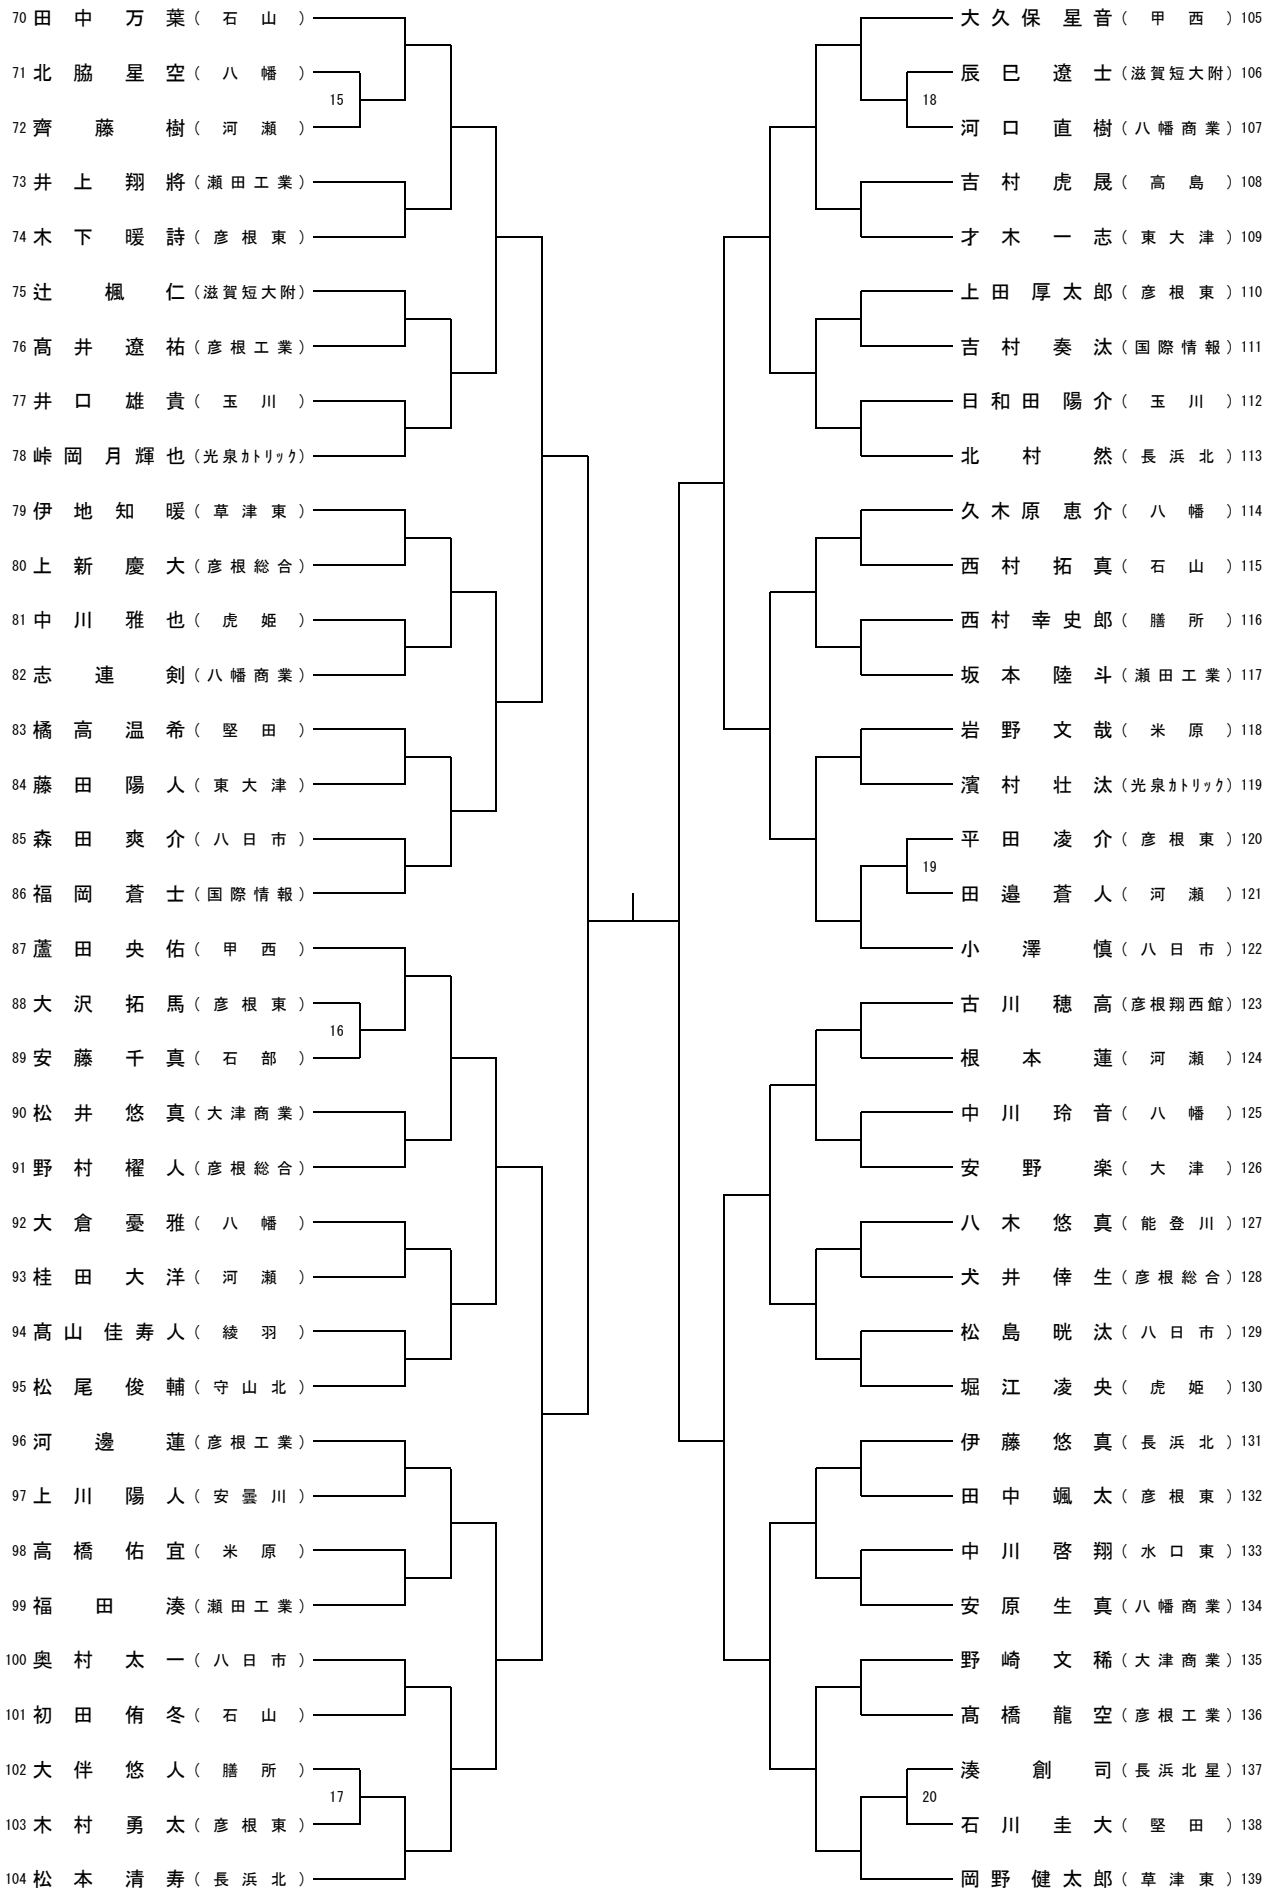 70 田中万葉(石山)
71 北脇星空(八幡)
15
72 齊藤樹(河瀬)
73 井上翔將(瀬田工業)
74 木下暖詩(彦根東)
75 辻楓仁(滋賀短大附)
76 髙井遼祐(彦根工業)
77 井口雄貴(玉川)
78 峠岡月輝也(光泉ｶﾄﾘｯｸ)
79 伊地知暖(草津東)
80 上新慶大(彦根総合)
81 中川雅也(虎姫)
82 志連剣(八幡商業)
83 橘高温希(堅田)
84 藤田陽人(東大津)
85 森田爽介(八日市)
86 福岡蒼士(国際情報)
87 蘆田央佑(甲西)
88 大沢拓馬(彦根東)
16
89 安藤千真(石部)
90 松井悠真(大津商業)
91 野村櫂人(彦根総合)
92 大倉憂雅(八幡)
93 桂田大洋(河瀬)
94 髙山佳寿人(綾羽)
95 松尾俊輔(守山北)
96 河邊蓮(彦根工業)
97 上川陽人(安曇川)
98 高橋佑宜(米原)
99 福田湊(瀬田工業)
100 奥村太一(八日市)
101 初田侑冬(石山)
102 大伴悠人(膳所)
17
103 木村勇太(彦根東)
104 松本清寿(長浜北)
大久保星音(甲西) 105
辰巳遼士(滋賀短大附) 106
18
河口直樹(八幡商業) 107
吉村虎晟(高島) 108
才木一志(東大津) 109
上田厚太郎(彦根東) 110
吉村奏汰(国際情報) 111
日和田陽介(玉川) 112
北村然(長浜北) 113
久木原恵介(八幡) 114
西村拓真(石山) 115
西村幸史郎(膳所) 116
坂本陸斗(瀬田工業) 117
岩野文哉(米原) 118
濱村壮汰(光泉ｶﾄﾘｯｸ) 119
平田凌介(彦根東) 120
19
田邉蒼人(河瀬) 121
小澤慎(八日市) 122
古川穂高(彦根翔西館) 123
根本蓮(河瀬) 124
中川玲音(八幡) 125
安野楽(大津) 126
八木悠真(能登川) 127
犬井倖生(彦根総合) 128
松島晄汰(八日市) 129
堀江凌央(虎姫) 130
伊藤悠真(長浜北) 131
田中颯太(彦根東) 132
中川啓翔(水口東) 133
安原生真(八幡商業) 134
野崎文稀(大津商業) 135
髙橋龍空(彦根工業) 136
湊創司(長浜北星) 137
20
石川圭大(堅田) 138
岡野健太郎(草津東) 139